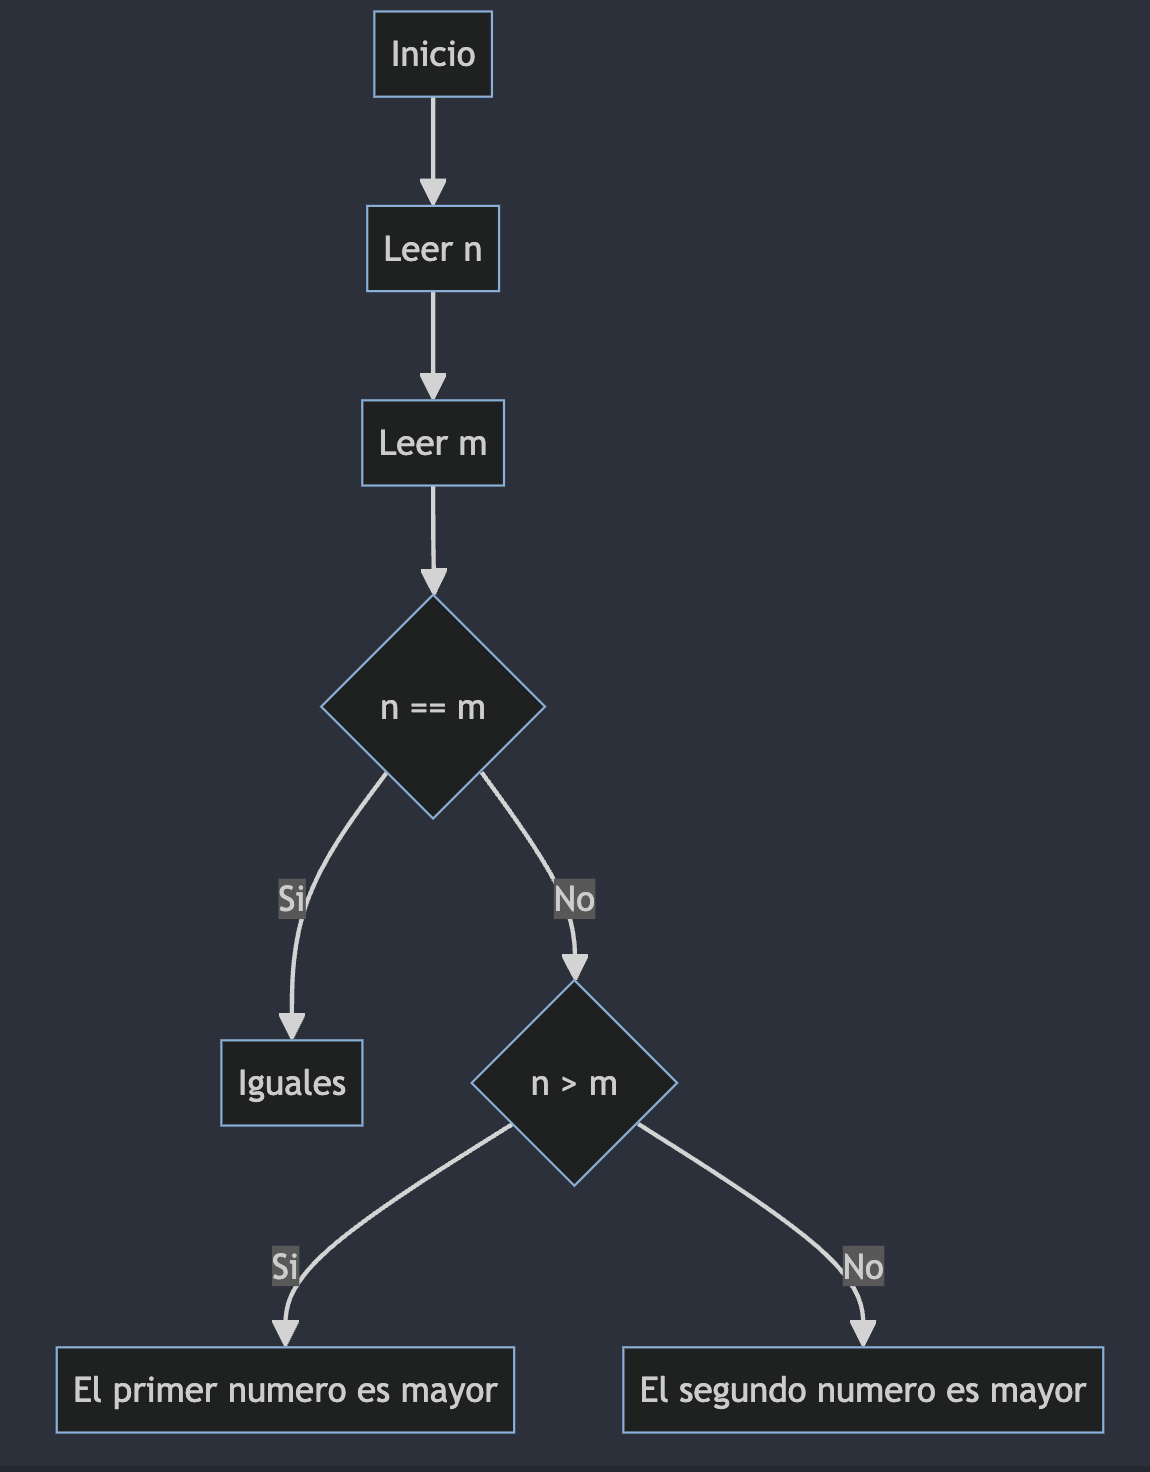 Inicio
Leer n
Leer m
n == m
Si
No
Iguales
n > m
Si
No
El primer numero es mayor
El segundo numero es mayor